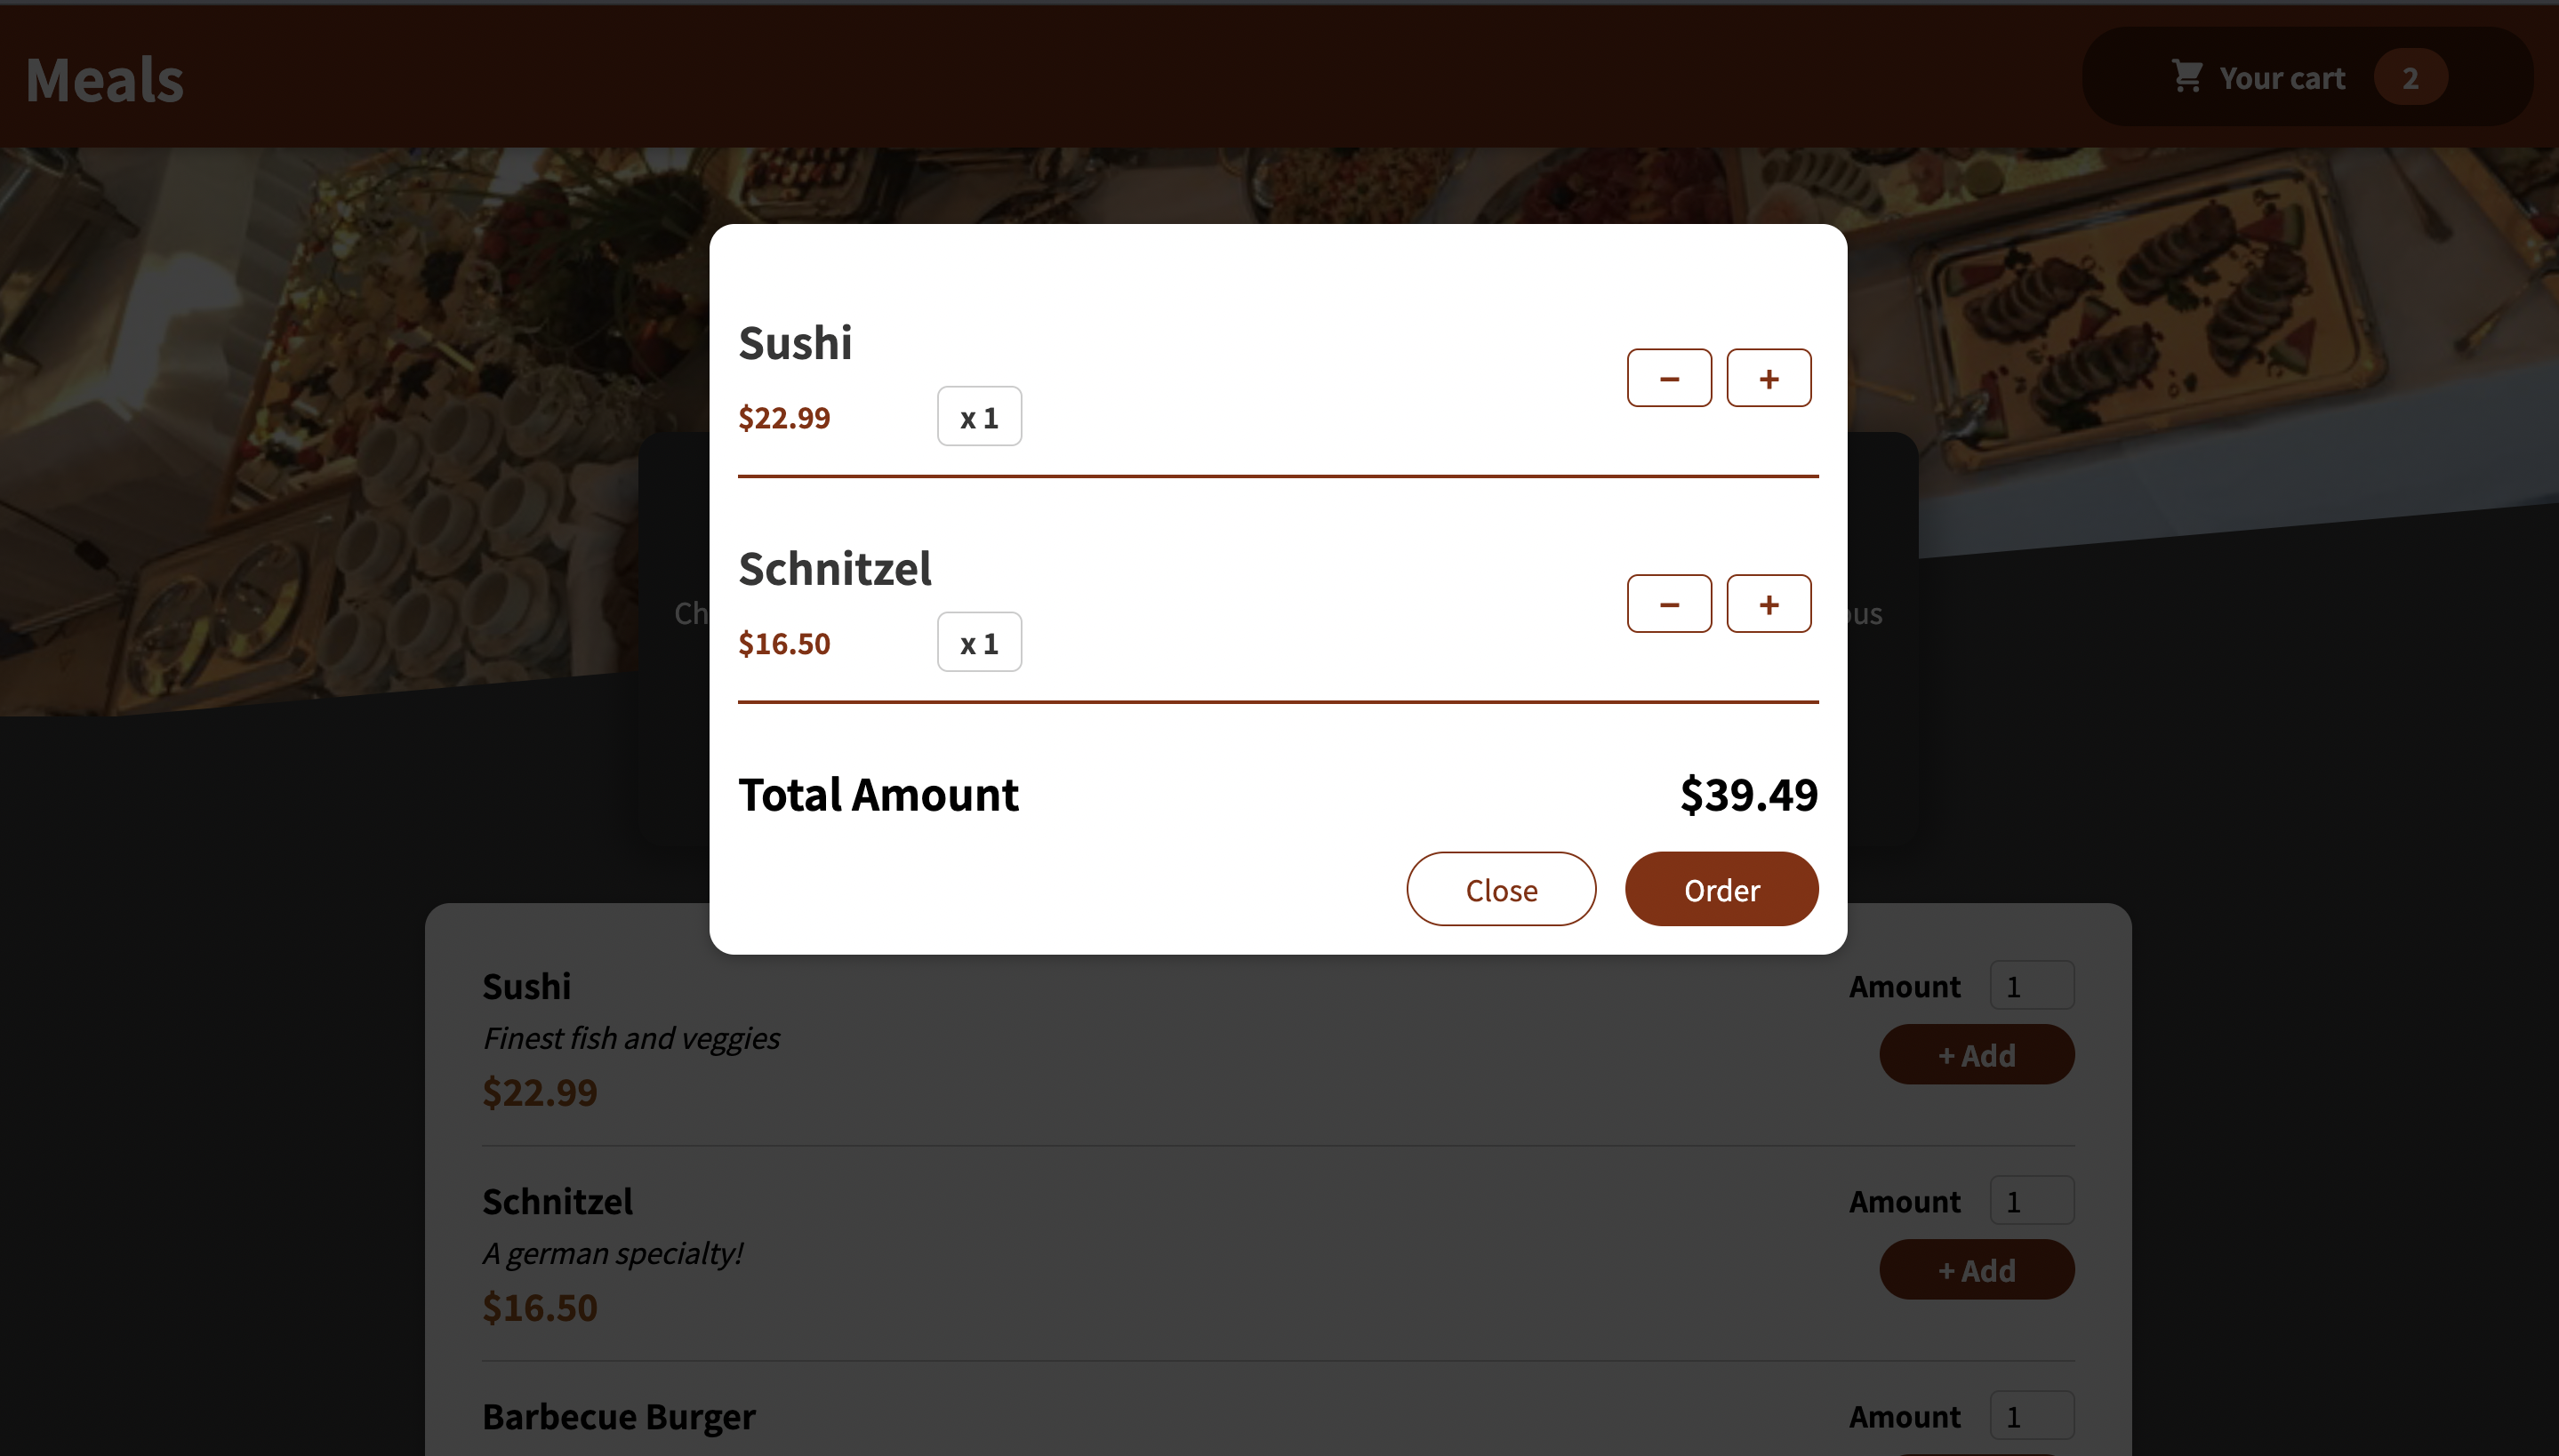 Meals
Your cart 2
Sushi
$22.99 x 1
− +
Schnitzel
$16.50 x 1
− +
Total Amount $39.49
Close Order
Sushi
Finest fish and veggies
$22.99
Amount 1
+ Add
Schnitzel
A german specialty!
$16.50
Amount 1
+ Add
Barbecue Burger
Amount 1